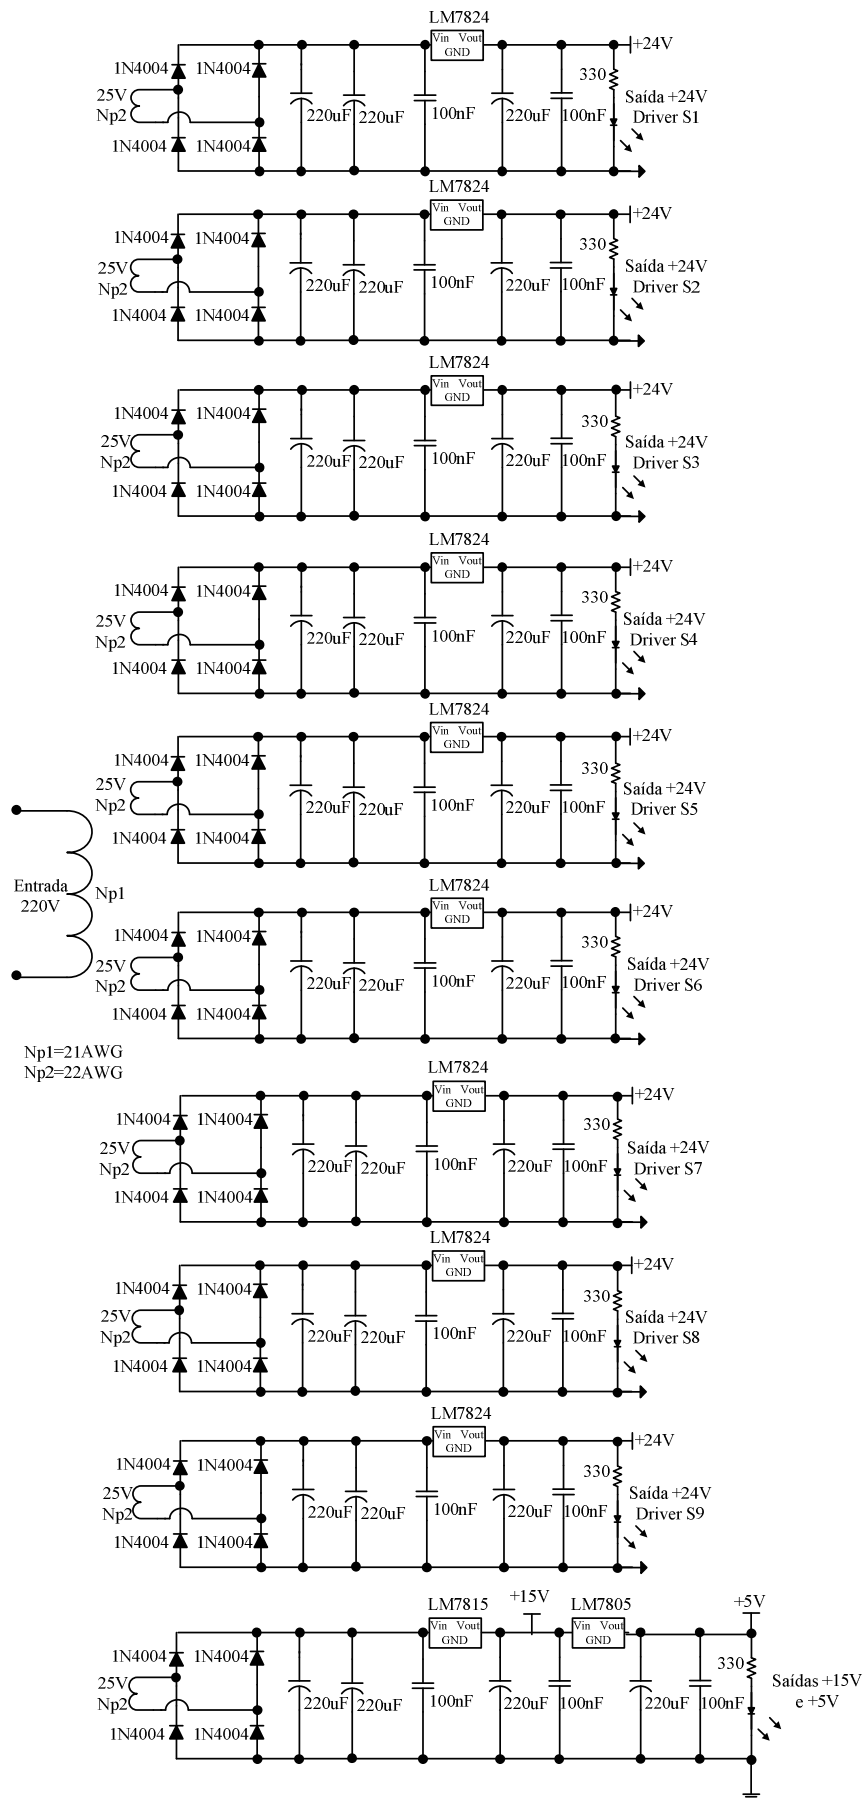 LM7824
Vin Vout
GND
+24V
1N4004
1N4004
25V
Np2
1N4004
1N4004
220uF
220uF
100nF
220uF
100nF
330
Saída +24V
Driver S1
LM7824
Vin Vout
GND
+24V
1N4004
1N4004
25V
Np2
1N4004
1N4004
220uF
220uF
100nF
220uF
100nF
330
Saída +24V
Driver S2
LM7824
Vin Vout
GND
+24V
1N4004
1N4004
25V
Np2
1N4004
1N4004
220uF
220uF
100nF
220uF
100nF
330
Saída +24V
Driver S3
LM7824
Vin Vout
GND
+24V
1N4004
1N4004
25V
Np2
1N4004
1N4004
220uF
220uF
100nF
220uF
100nF
330
Saída +24V
Driver S4
LM7824
Vin Vout
GND
+24V
1N4004
1N4004
25V
Np2
1N4004
1N4004
220uF
220uF
100nF
220uF
100nF
330
Saída +24V
Driver S5
Entrada
220V
Np1
LM7824
Vin Vout
GND
+24V
1N4004
1N4004
25V
Np2
1N4004
1N4004
220uF
220uF
100nF
220uF
100nF
330
Saída +24V
Driver S6
Np1=21AWG
Np2=22AWG
LM7824
Vin Vout
GND
+24V
1N4004
1N4004
25V
Np2
1N4004
1N4004
220uF
220uF
100nF
220uF
100nF
330
Saída +24V
Driver S7
LM7824
Vin Vout
GND
+24V
1N4004
1N4004
25V
Np2
1N4004
1N4004
220uF
220uF
100nF
220uF
100nF
330
Saída +24V
Driver S8
LM7824
Vin Vout
GND
+24V
1N4004
1N4004
25V
Np2
1N4004
1N4004
220uF
220uF
100nF
220uF
100nF
330
Saída +24V
Driver S9
LM7815
Vin Vout
GND
+15V
LM7805
Vin Vout
GND
+5V
1N4004
1N4004
25V
Np2
1N4004
1N4004
220uF
220uF
100nF
220uF
100nF
220uF
100nF
330
Saídas +15V
e +5V